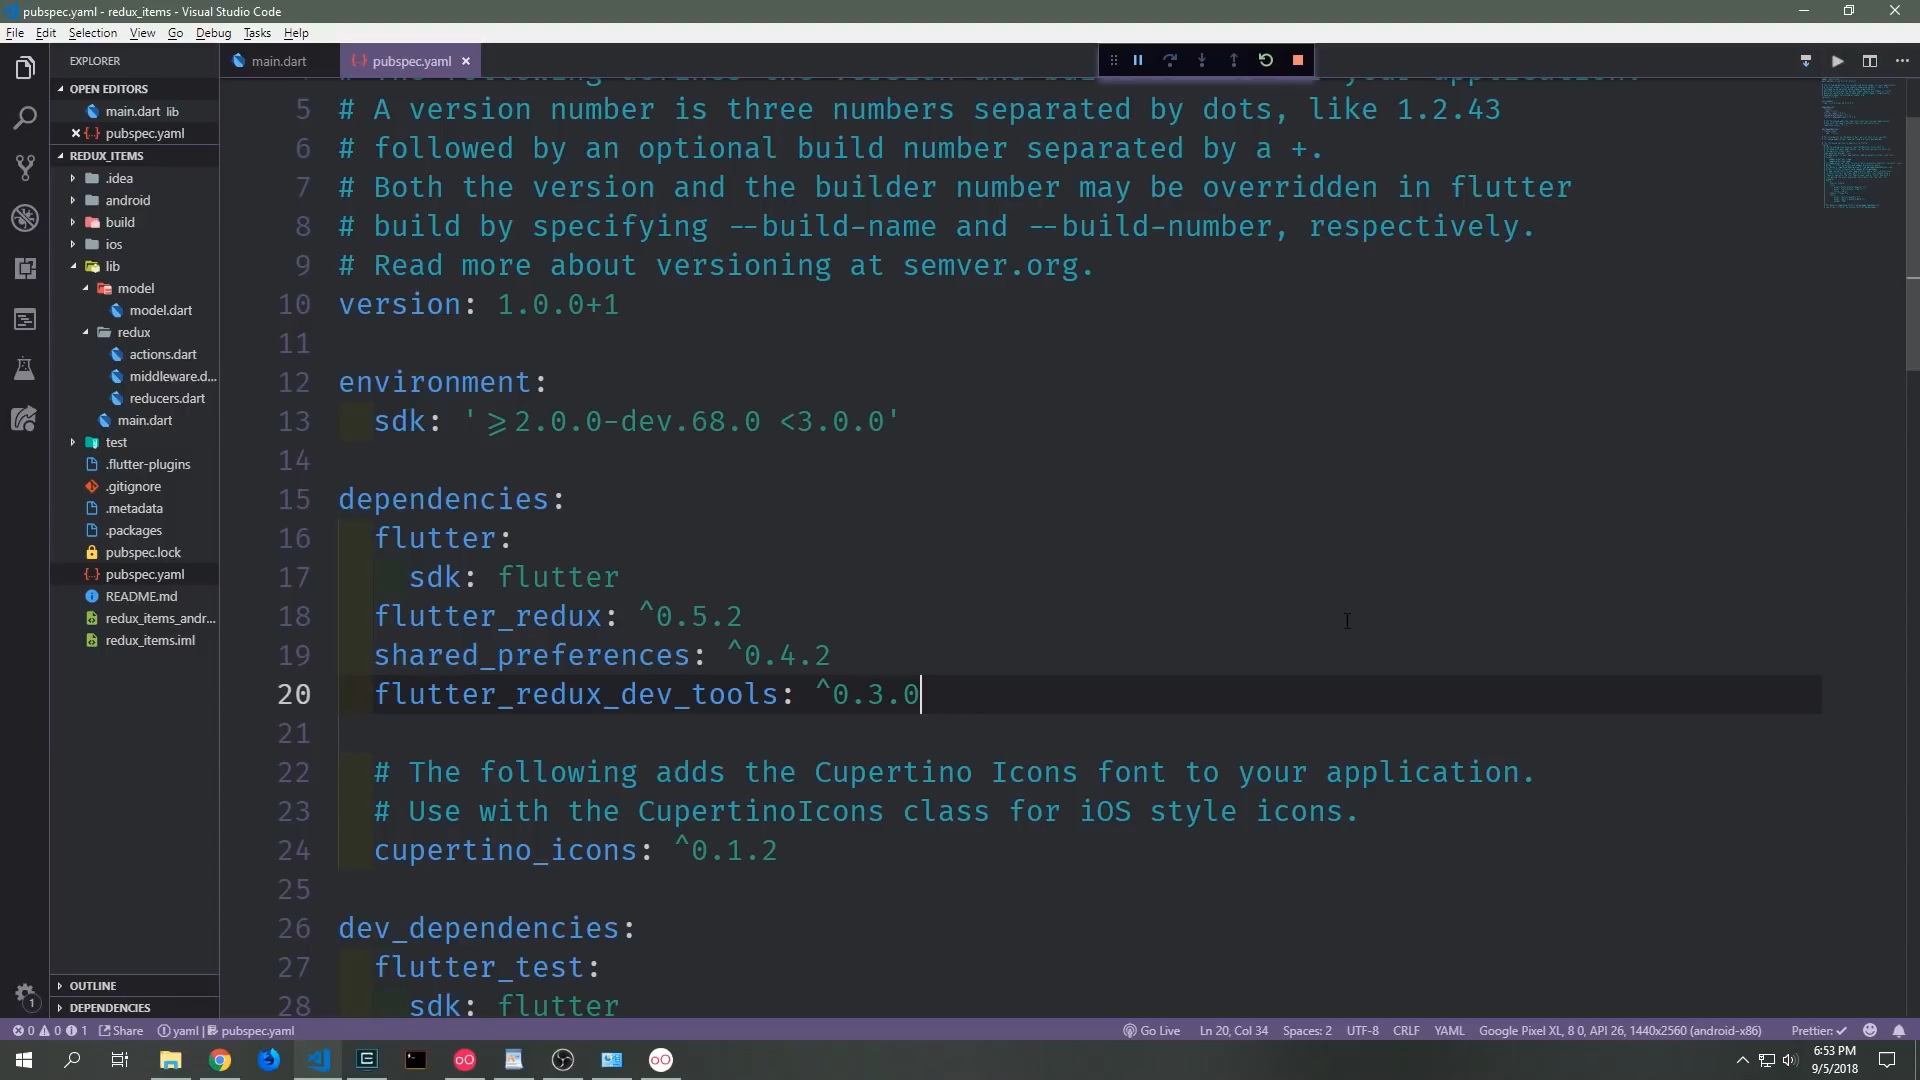 pubspec.yaml - redux_items - Visual Studio Code
File Edit Selection View Go Debug Tasks Help
EXPLORER
main.dart
{..} pubspec.yaml ×
OPEN EDITORS
main.dart lib
{..} pubspec.yaml
REDUX_ITEMS
.idea
android
build
ios
lib
model
model.dart
redux
actions.dart
middleware.d...
reducers.dart
main.dart
test
.flutter-plugins
.gitignore
.metadata
.packages
pubspec.lock
{..} pubspec.yaml
README.md
redux_items_andr...
redux_items.iml
OUTLINE
DEPENDENCIES
5 # A version number is three numbers separated by dots, like 1.2.43
6 # followed by an optional build number separated by a +.
7 # Both the version and the builder number may be overridden in flutter
8 # build by specifying --build-name and --build-number, respectively.
9 # Read more about versioning at semver.org.
10 version: 1.0.0+1
11
12 environment:
13 sdk: '⩾2.0.0-dev.68.0 <3.0.0'
14
15 dependencies:
16 flutter:
17 sdk: flutter
18 flutter_redux: ^0.5.2
19 shared_preferences: ^0.4.2
20 flutter_redux_dev_tools: ^0.3.0
21
22 # The following adds the Cupertino Icons font to your application.
23 # Use with the CupertinoIcons class for iOS style icons.
24 cupertino_icons: ^0.1.2
25
26 dev_dependencies:
27 flutter_test:
28 sdk: flutter
1
0 0 1 Share yaml | pubspec.yaml Go Live Ln 20, Col 34 Spaces: 2 UTF-8 CRLF YAML Google Pixel XL, 8 0, API 26, 1440x2560 (android-x86) Prettier: ✓
6:53 PM
9/5/2018